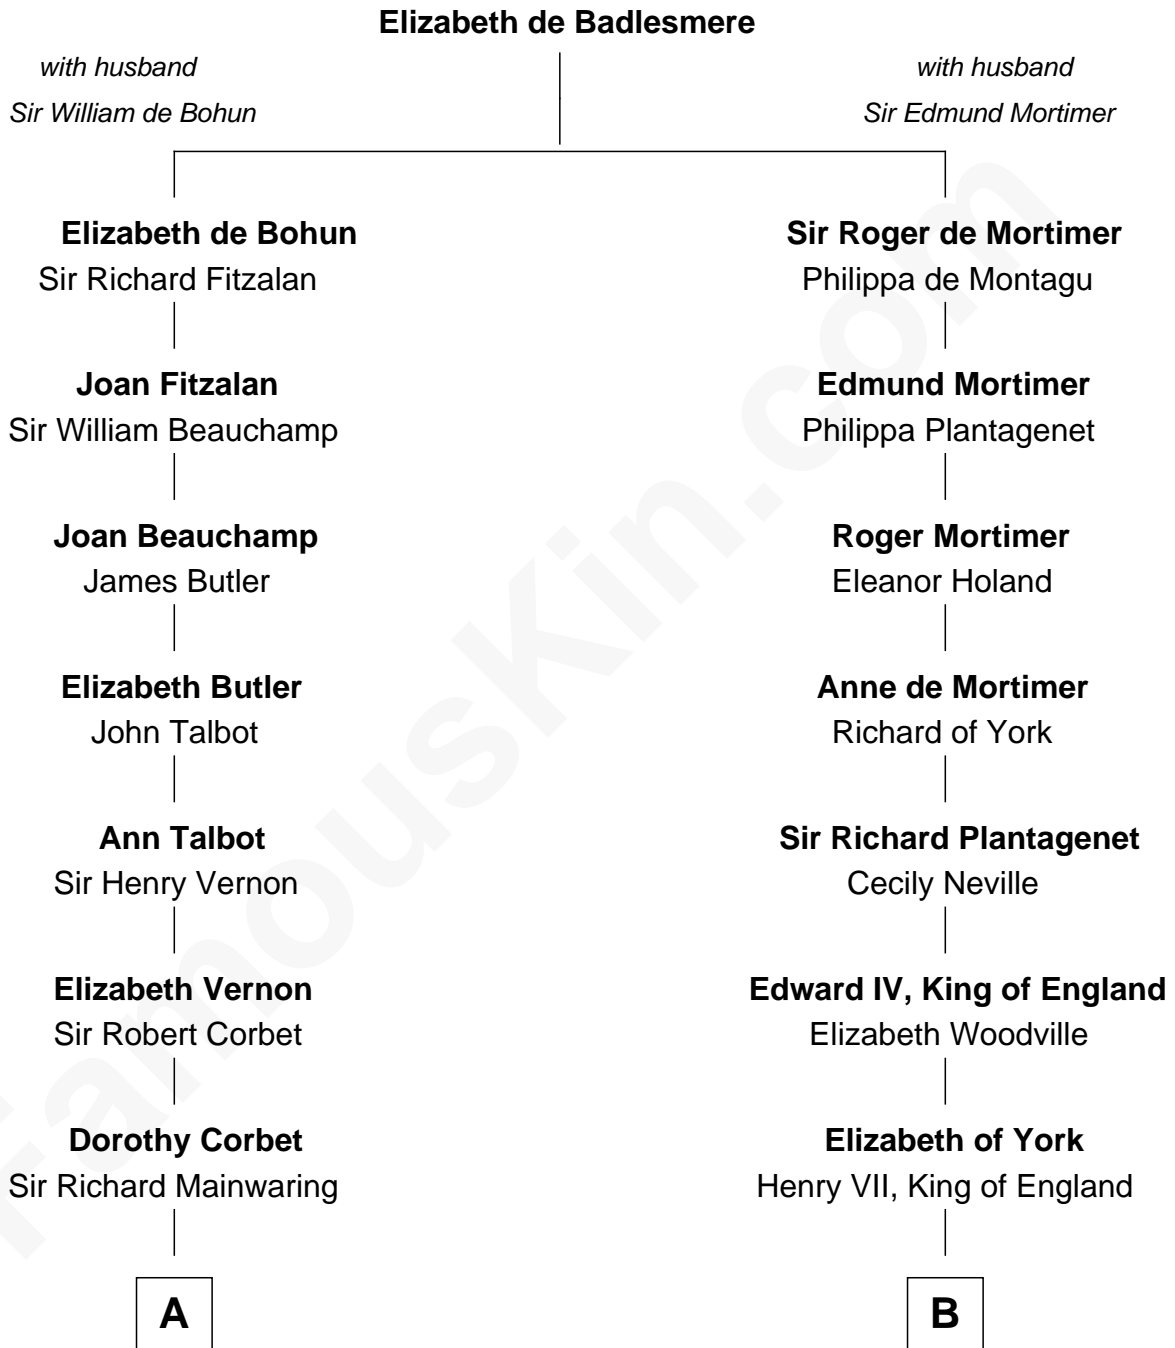 Elizabeth de Badlesmere
with husband
Sir William de Bohun
with husband
Sir Edmund Mortimer
Elizabeth de Bohun
Sir Richard Fitzalan
Sir Roger de Mortimer
Philippa de Montagu
Joan Fitzalan
Sir William Beauchamp
Edmund Mortimer
Philippa Plantagenet
Joan Beauchamp
James Butler
Roger Mortimer
Eleanor Holand
Elizabeth Butler
John Talbot
Anne de Mortimer
Richard of York
Ann Talbot
Sir Henry Vernon
Sir Richard Plantagenet
Cecily Neville
Elizabeth Vernon
Sir Robert Corbet
Edward IV, King of England
Elizabeth Woodville
Dorothy Corbet
Sir Richard Mainwaring
Elizabeth of York
Henry VII, King of England
A
B
FamousKin.com